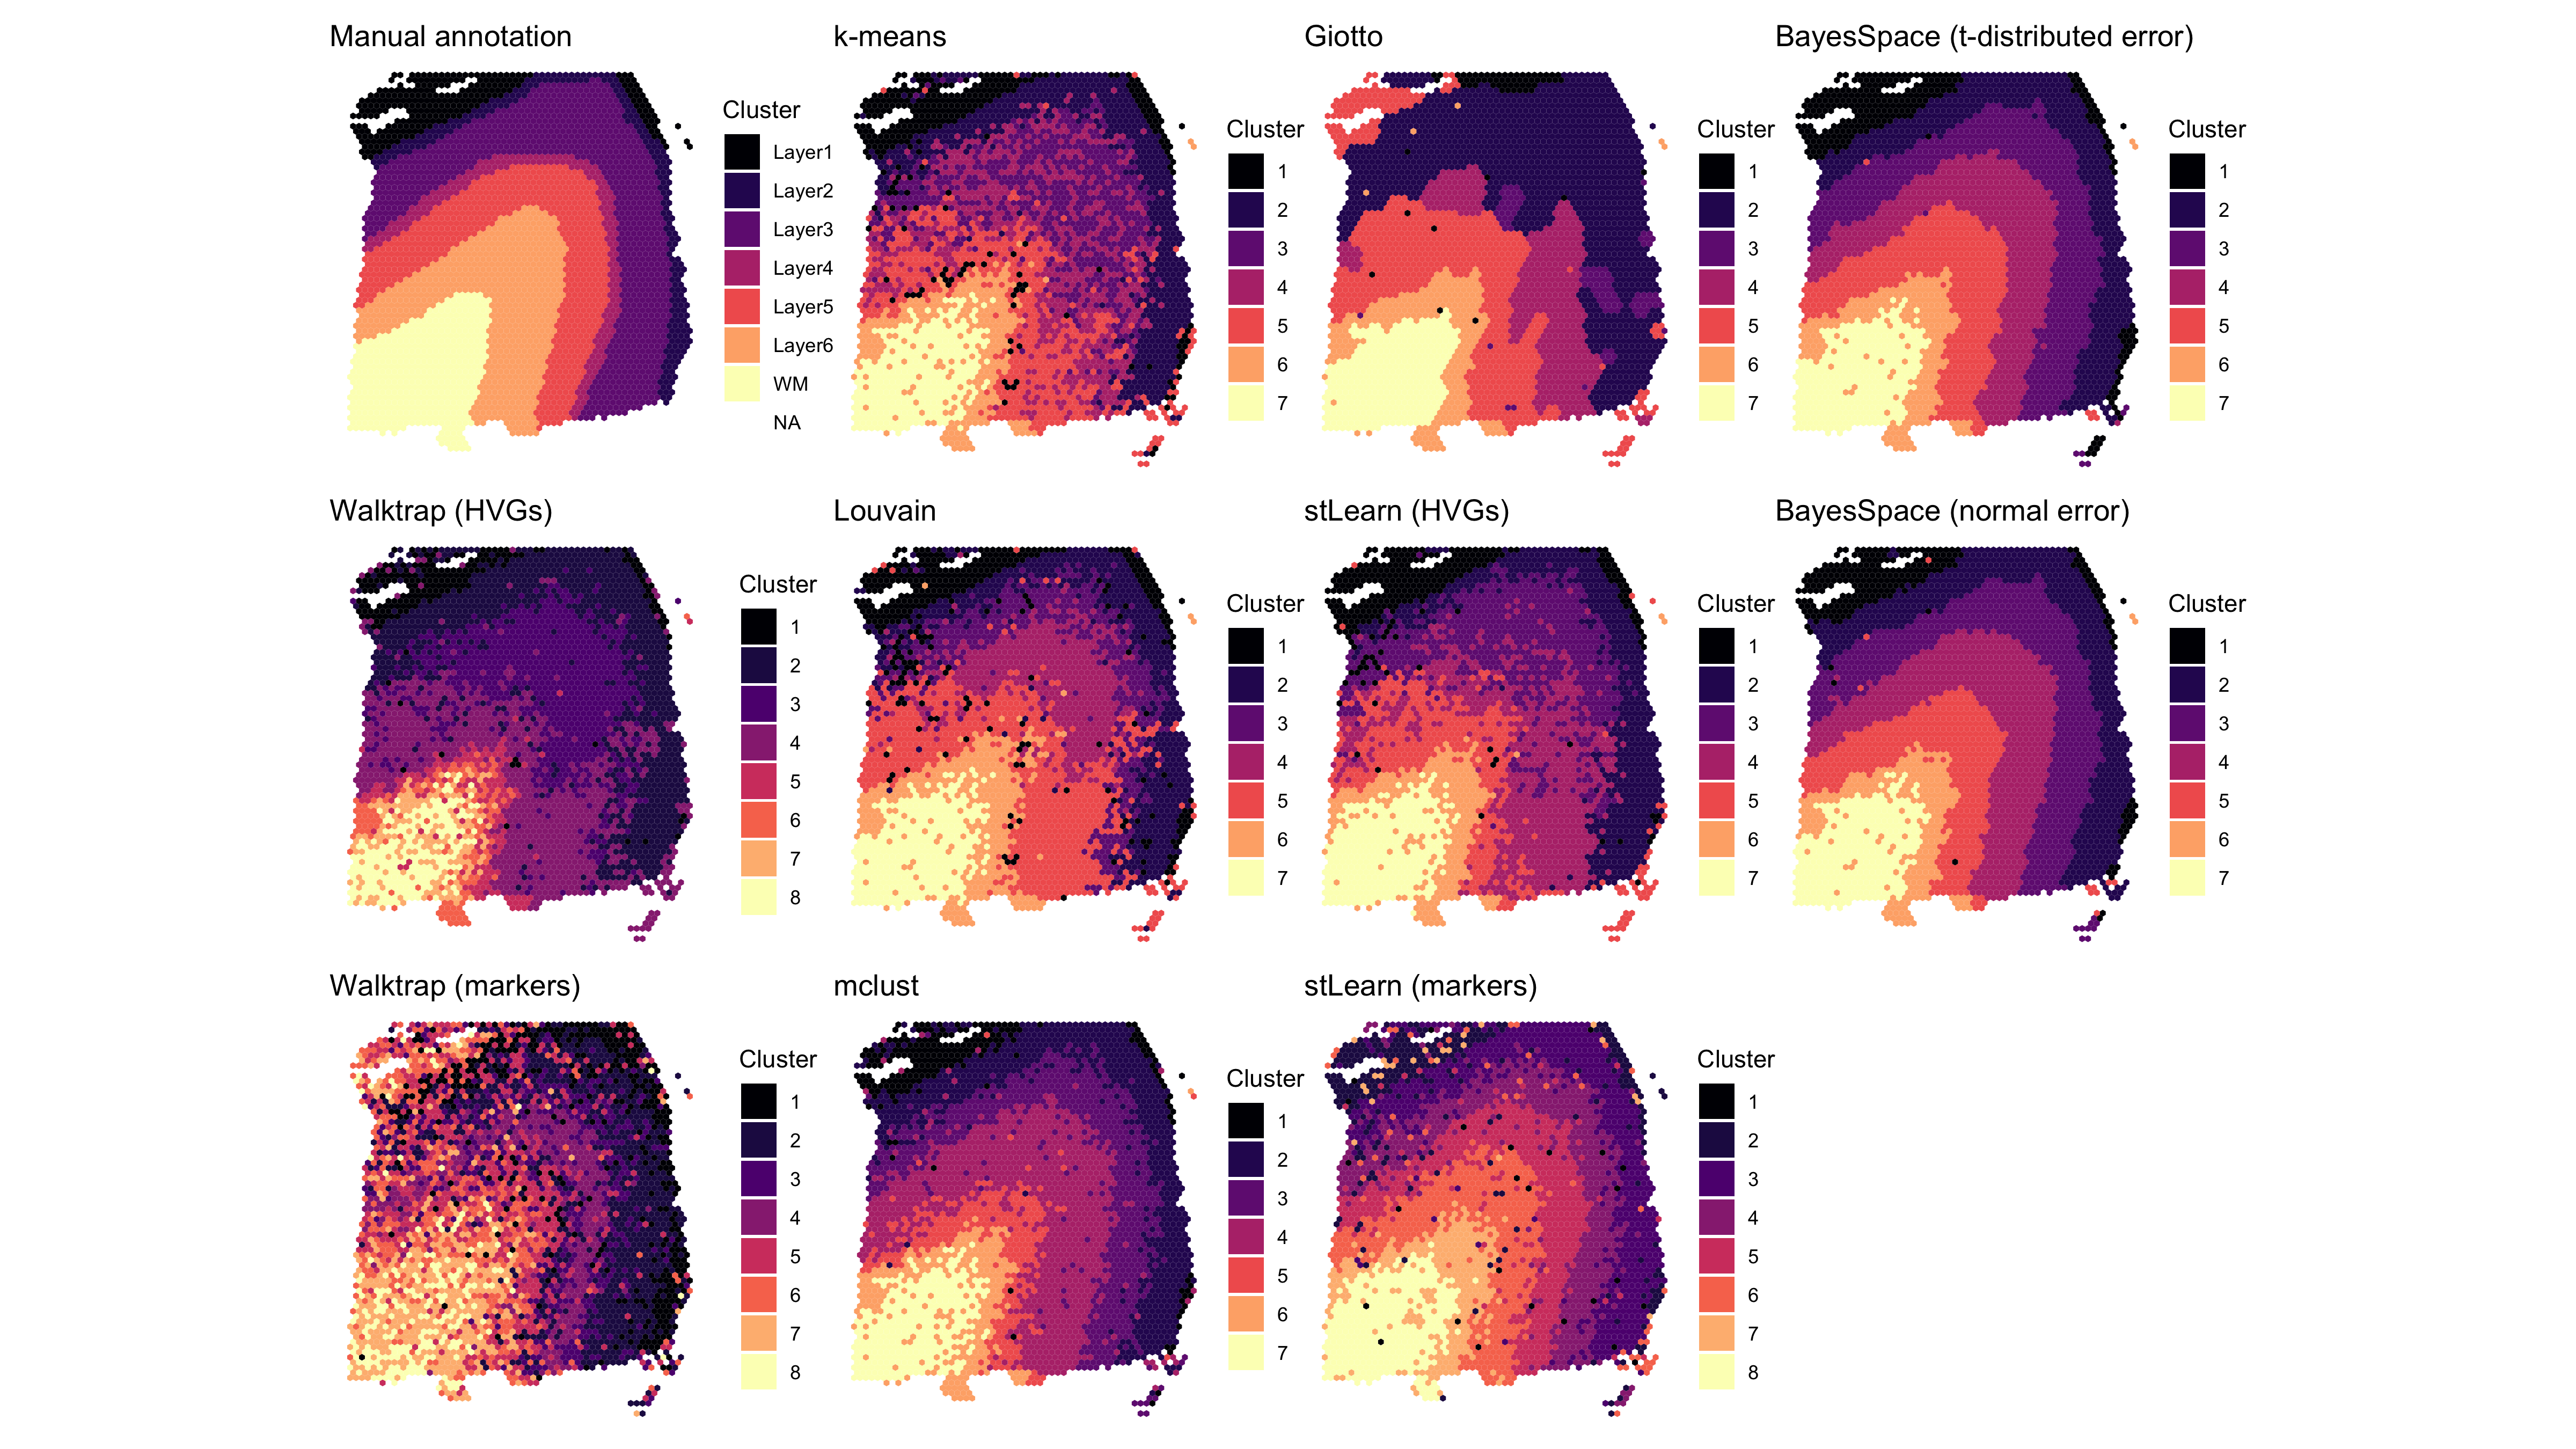 Manual annotation
Cluster
Layer1
Layer2
Layer3
Layer4
Layer5
Layer6
WM
NA
k-means
Cluster
1
2
3
4
5
6
7
Giotto
Cluster
1
2
3
4
5
6
7
BayesSpace (t-distributed error)
Cluster
1
2
3
4
5
6
7
Walktrap (HVGs)
Cluster
1
2
3
4
5
6
7
8
Louvain
Cluster
1
2
3
4
5
6
7
stLearn (HVGs)
Cluster
1
2
3
4
5
6
7
BayesSpace (normal error)
Cluster
1
2
3
4
5
6
7
Walktrap (markers)
Cluster
1
2
3
4
5
6
7
8
mclust
Cluster
1
2
3
4
5
6
7
stLearn (markers)
Cluster
1
2
3
4
5
6
7
8